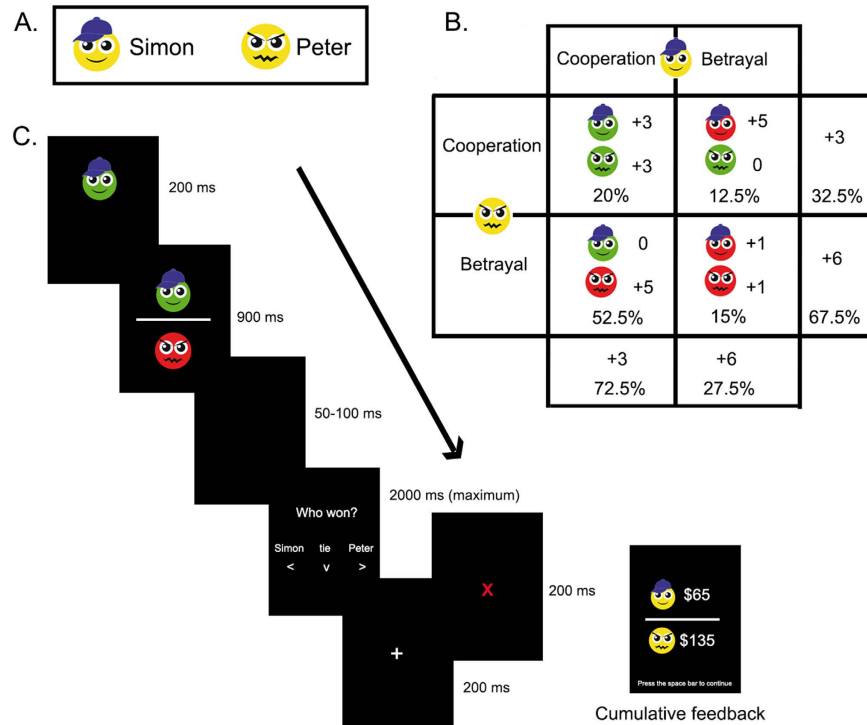 A.
Simon
Peter
B.
Cooperation
Betrayal
Cooperation
+3
+3
20%
+5
0
12.5%
+3
32.5%
Betrayal
0
+5
52.5%
+1
+1
15%
+6
67.5%
+3
72.5%
+6
27.5%
C.
200 ms
900 ms
50-100 ms
2000 ms (maximum)
Who won?
Simon tie Peter
< v >
X
200 ms
+
200 ms
$65
$135
Press the space bar to continue
Cumulative feedback